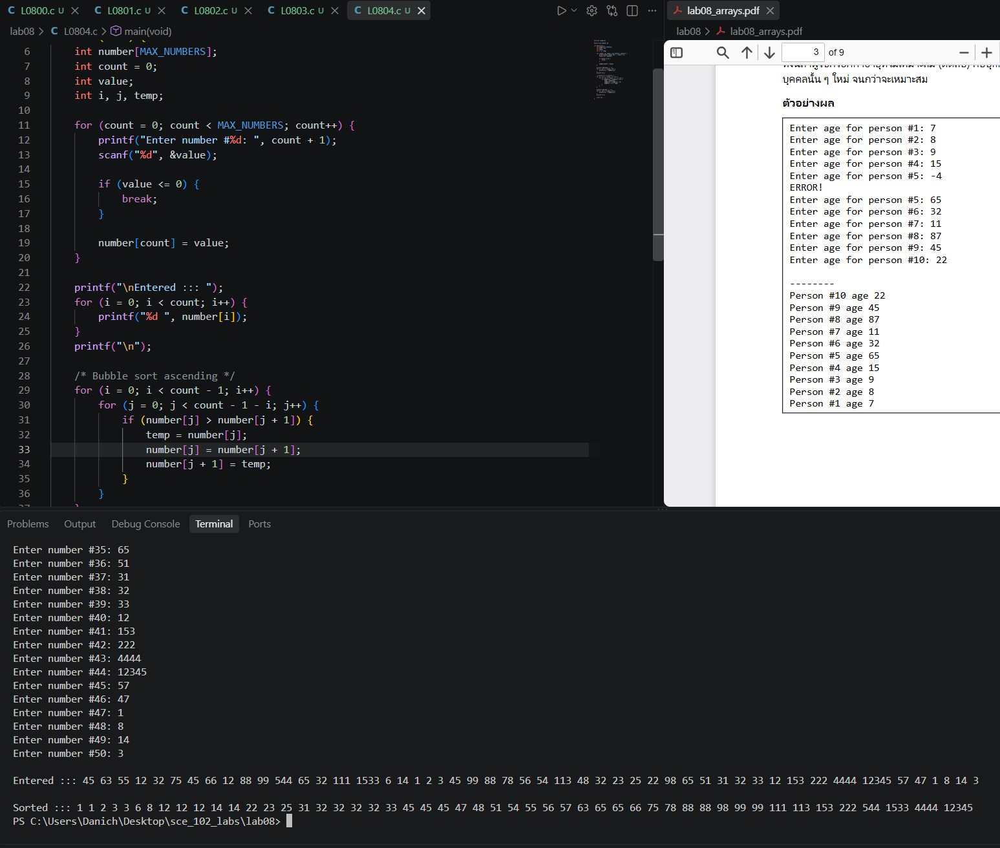 C L0800.c U × C L0801.c U × C L0802.c U × C L0803.c U × C L0804.c U ×
lab08 > C L0804.c > main(void)
6 int number[MAX_NUMBERS];
7 int count = 0;
8 int value;
9 int i, j, temp;
10
11 for (count = 0; count < MAX_NUMBERS; count++) {
12 printf("Enter number #%d: ", count + 1);
13 scanf("%d", &value);
14
15 if (value <= 0) {
16 break;
17 }
18
19 number[count] = value;
20 }
21
22 printf("\nEntered ::: ");
23 for (i = 0; i < count; i++) {
24 printf("%d ", number[i]);
25 }
26 printf("\n");
27
28 /* Bubble sort ascending */
29 for (i = 0; i < count - 1; i++) {
30 for (j = 0; j < count - 1 - i; j++) {
31 if (number[j] > number[j + 1]) {
32 temp = number[j];
33 number[j] = number[j + 1];
34 number[j + 1] = temp;
35 }
36 }
lab08_arrays.pdf ×
lab08 > lab08_arrays.pdf
3 of 9
บุคคลนั้น ๆ ใหม่ จนกว่าจะเหมาะสม
ตัวอย่างผล
Enter age for person #1: 7
Enter age for person #2: 8
Enter age for person #3: 9
Enter age for person #4: 15
Enter age for person #5: -4
ERROR!
Enter age for person #5: 65
Enter age for person #6: 32
Enter age for person #7: 11
Enter age for person #8: 87
Enter age for person #9: 45
Enter age for person #10: 22
--------
Person #10 age 22
Person #9 age 45
Person #8 age 87
Person #7 age 11
Person #6 age 32
Person #5 age 65
Person #4 age 15
Person #3 age 9
Person #2 age 8
Person #1 age 7
Problems Output Debug Console Terminal Ports
Enter number #35: 65
Enter number #36: 51
Enter number #37: 31
Enter number #38: 32
Enter number #39: 33
Enter number #40: 12
Enter number #41: 153
Enter number #42: 222
Enter number #43: 4444
Enter number #44: 12345
Enter number #45: 57
Enter number #46: 47
Enter number #47: 1
Enter number #48: 8
Enter number #49: 14
Enter number #50: 3
Entered ::: 45 63 55 12 32 75 45 66 12 88 99 544 65 32 111 1533 6 14 1 2 3 45 99 88 78 56 54 113 48 32 23 25 22 98 65 51 31 32 33 12 153 222 4444 12345 57 47 1 8 14 3
Sorted ::: 1 1 2 3 3 6 8 12 12 12 14 14 22 23 25 31 32 32 32 32 33 45 45 45 47 48 51 54 55 56 57 63 65 65 66 75 78 88 88 98 99 99 111 113 153 222 544 1533 4444 12345
PS C:\Users\Danich\Desktop\sce_102_labs\lab08>